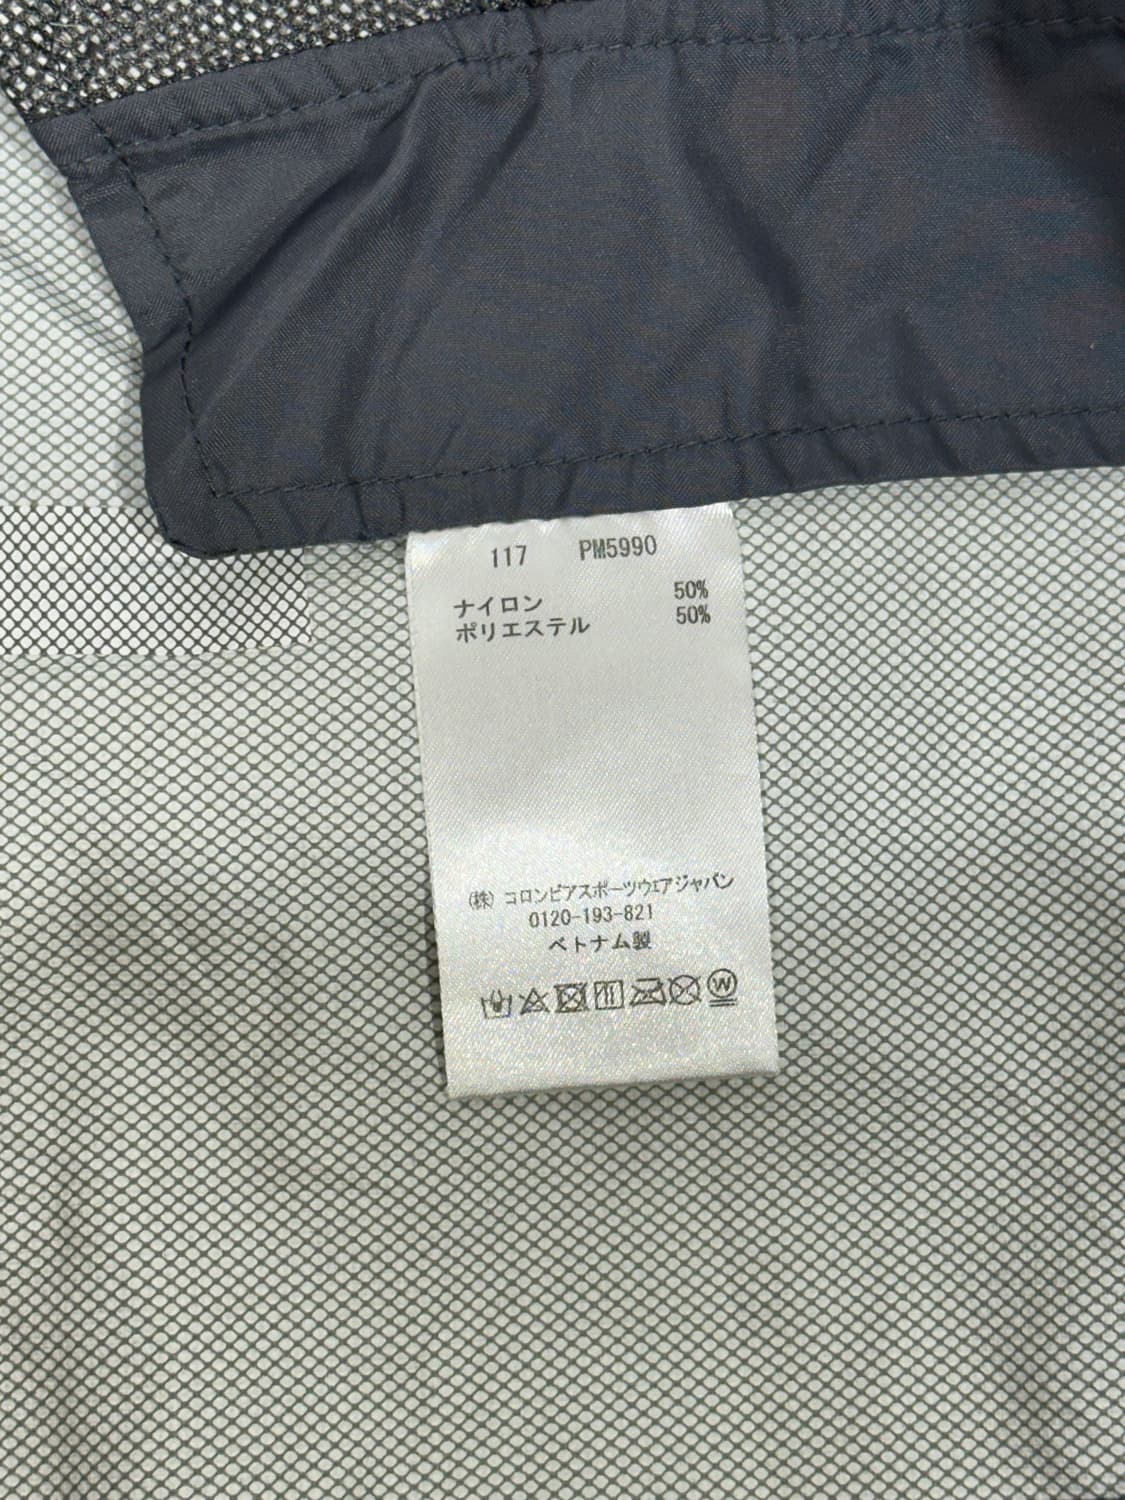 117 PM5990
ナイロン 50%
ポリエステル 50%
(株) コロンビアスポーツウェアジャパン
0120-193-821
ベトナム製
W